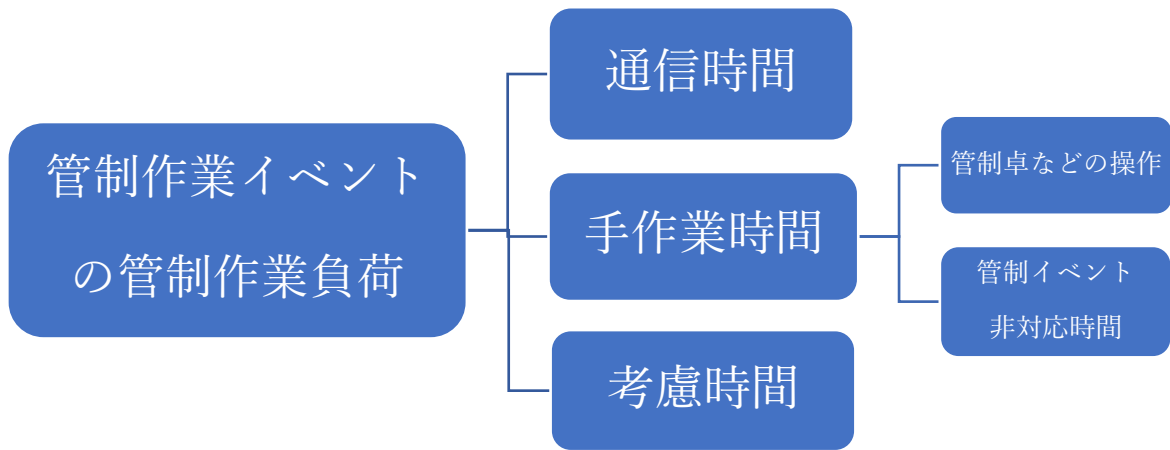 管制作業イベント
の管制作業負荷
通信時間
手作業時間
考慮時間
管制卓などの操作
管制イベント
非対応時間